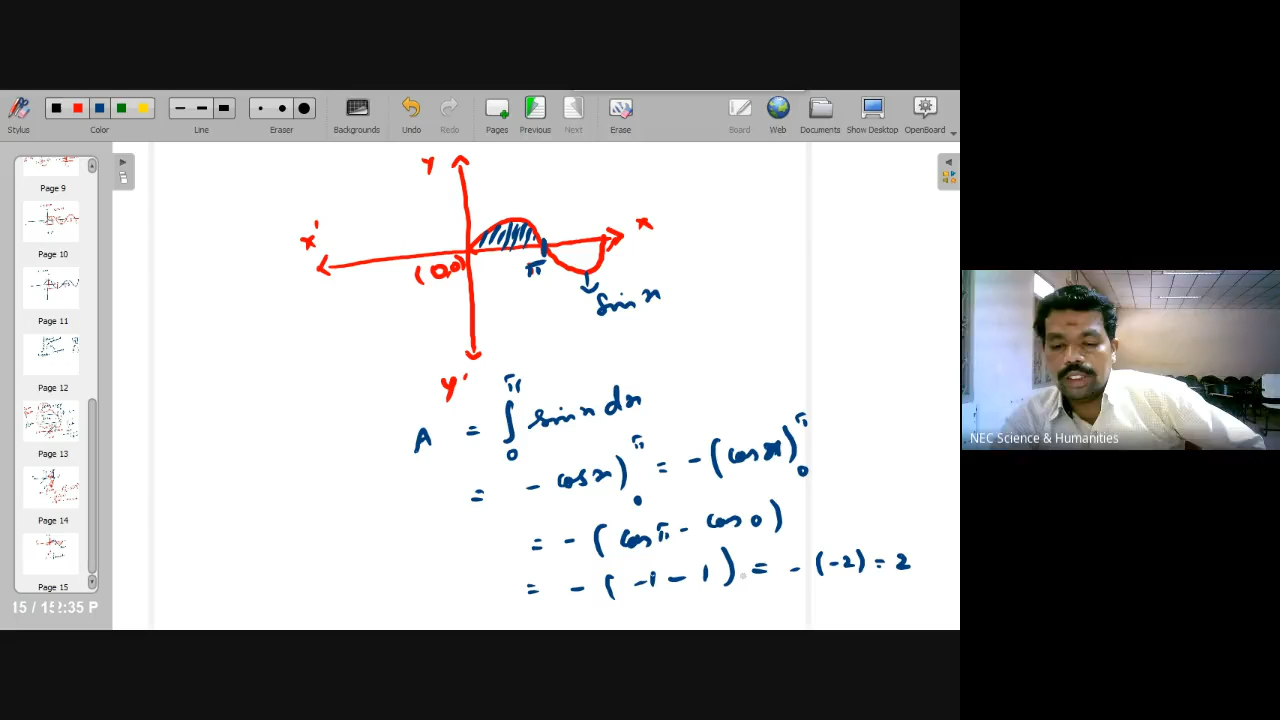 Stylus Color Line Eraser Backgrounds Undo Redo Pages Previous Next Erase Board Web Documents Show Desktop OpenBoard
Page 9
Page 10
Page 11
Page 12
Page 13
Page 14
Page 15
Y
x
x'
(0,0)
π
sin x
y'
A = ∫₀^π sin x dx
= - cos x)₀^π = - (cos x)₀^π
= - (cos π - cos 0)
= - (-1 - 1) = - (-2) = 2
NEC Science & Humanities